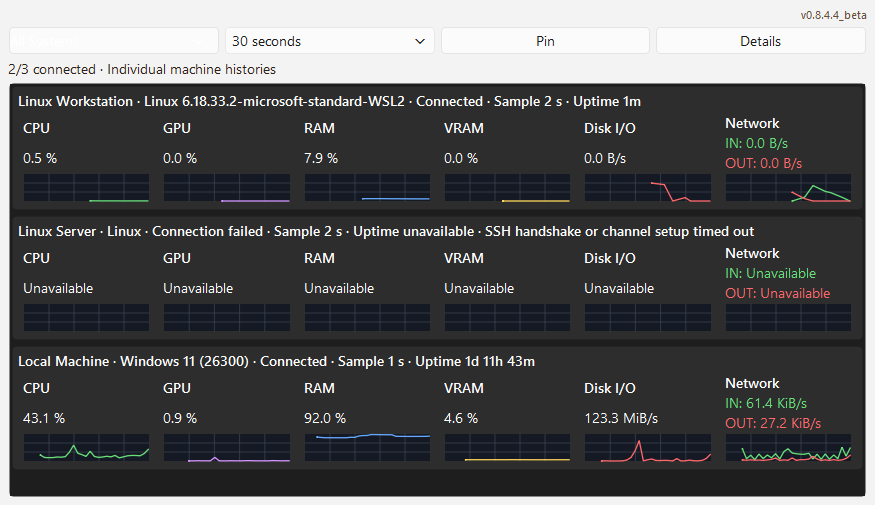 v0.8.4.4_beta
30 seconds
Pin
Details
2/3 connected · Individual machine histories
Linux Workstation · Linux 6.18.33.2-microsoft-standard-WSL2 · Connected · Sample 2 s · Uptime 1m
CPU
GPU
RAM
VRAM
Disk I/O
Network
0.5 %
0.0 %
7.9 %
0.0 %
0.0 B/s
IN: 0.0 B/s
OUT: 0.0 B/s
Linux Server · Linux · Connection failed · Sample 2 s · Uptime unavailable · SSH handshake or channel setup timed out
CPU
GPU
RAM
VRAM
Disk I/O
Network
Unavailable
Unavailable
Unavailable
Unavailable
Unavailable
IN: Unavailable
OUT: Unavailable
Local Machine · Windows 11 (26300) · Connected · Sample 1 s · Uptime 1d 11h 43m
CPU
GPU
RAM
VRAM
Disk I/O
Network
43.1 %
0.9 %
92.0 %
4.6 %
123.3 MiB/s
IN: 61.4 KiB/s
OUT: 27.2 KiB/s